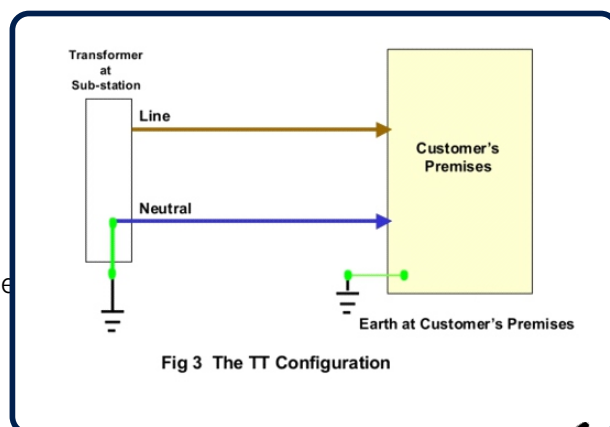 Transformer
at
Sub-station
Line
Customer's
Premises
Neutral
e
Earth at Customer's Premises
Fig 3 The TT Configuration